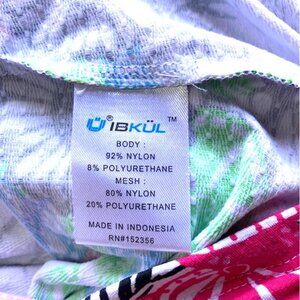 IBKÜL™
BODY :
92% NYLON
8% POLYURETHANE
MESH :
80% NYLON
20% POLYURETHANE
MADE IN INDONESIA
RN#152356